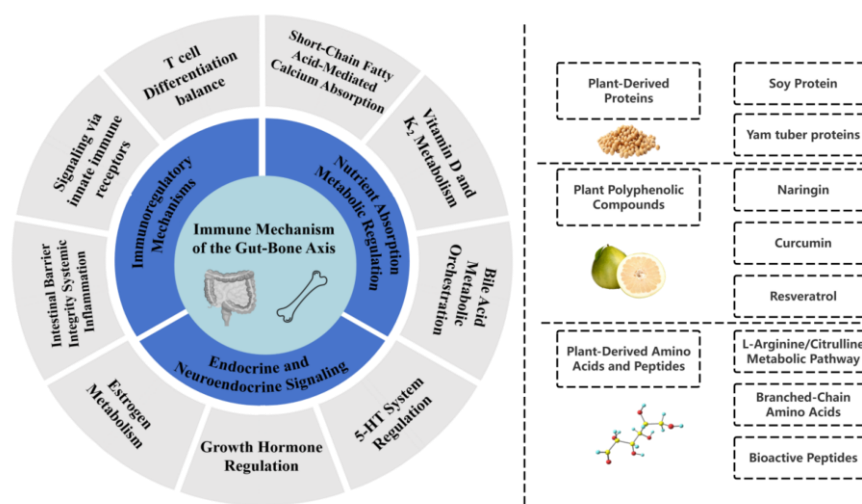 T cell
Differentiation
balance
Short-Chain Fatty
Acid-Mediated
Calcium Absorption
Vitamin D and
K₂ Metabolism
Bile Acid
Metabolic
Orchestration
5-HT System
Regulation
Growth Hormone
Regulation
Estrogen
Metabolism
Intestinal Barrier
Integrity Systemic
Inflammation
Signaling via
innate immune
receptors
Immunoregulatory
Mechanisms
Nutrient Absorption
Metabolic Regulation
Endocrine and
Neuroendocrine Signaling
Immune Mechanism
of the Gut-Bone Axis
Plant-Derived
Proteins
Soy Protein
Yam tuber proteins
Plant Polyphenolic
Compounds
Naringin
Curcumin
Resveratrol
Plant-Derived Amino
Acids and Peptides
L-Arginine/Citrulline
Metabolic Pathway
Branched-Chain
Amino Acids
Bioactive Peptides